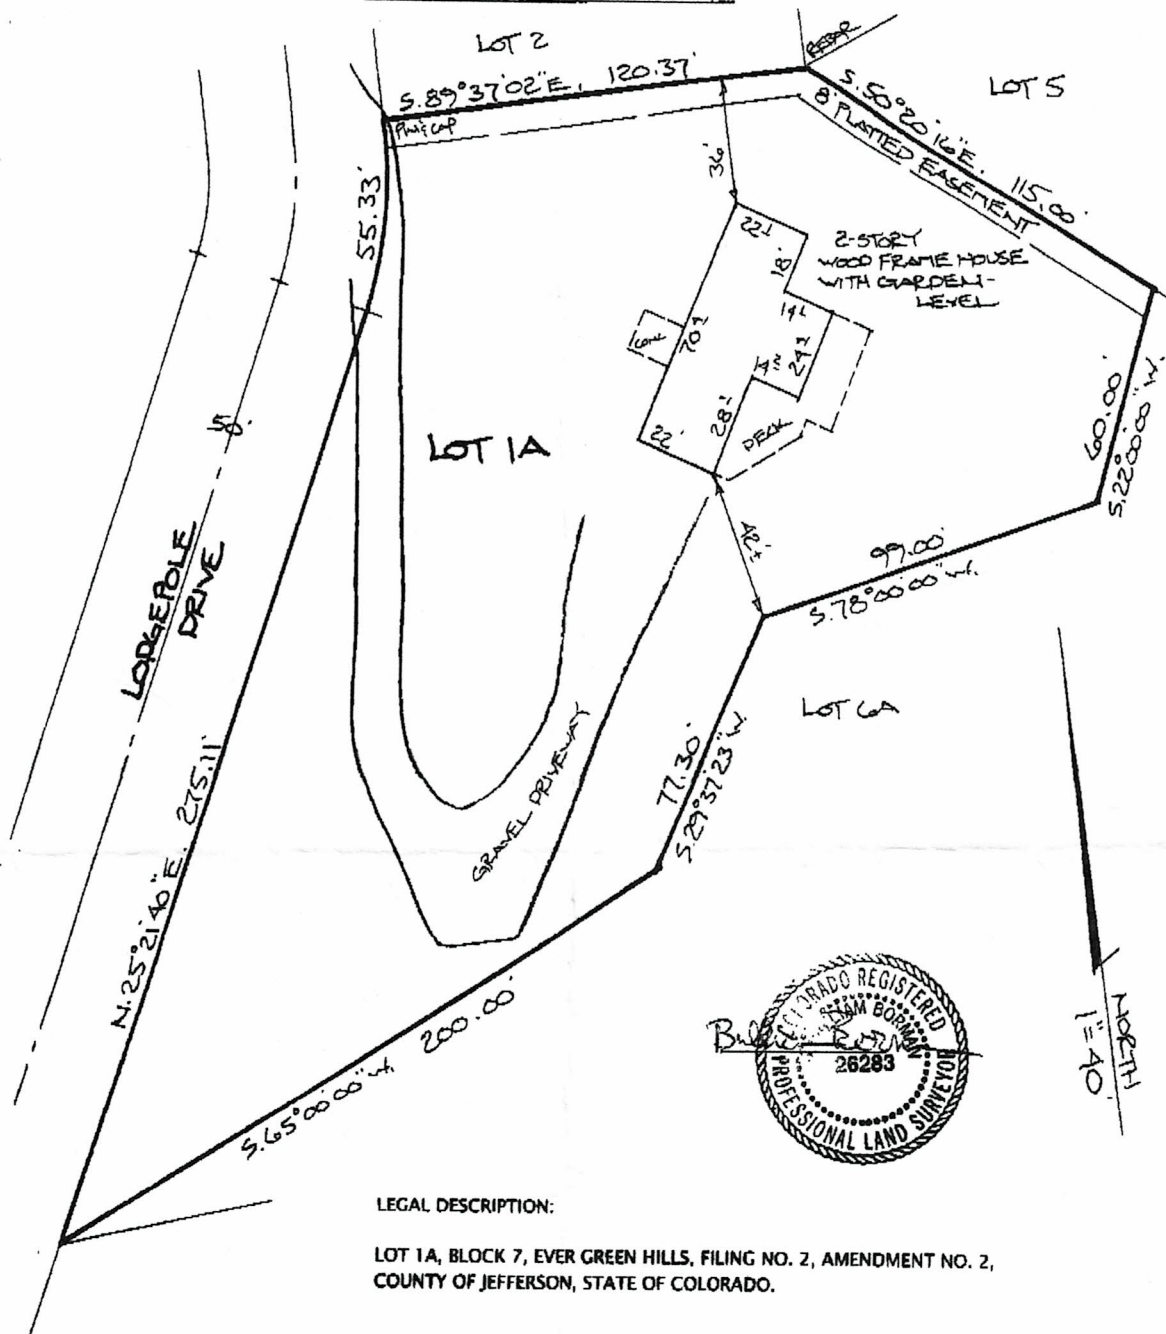 LOT 2
REBAR
LOT 5
S.89°37'02"E. 120.37'
PIN & CAP
S.50°20'16"E. 115.00'
8' PLATTED EASEMENT
55.33'
36'
22'
18'
2-STORY
WOOD FRAME HOUSE
WITH GARDEN-
LEVEL
14'
CONC
70'
14'
24'
28'
22'
DECK
60.00'
S.22°00'00"W.
50'
LOT 1A
42'±
99.00'
S.78°00'00"W.
LODGEPOLE
DRIVE
LOT 6A
77.30'
S.29°37'23"W.
GRAVEL DRIVEWAY
N.25°21'40"E. 275.11'
200.00'
S.65°00'00"W.
NORTH
1"=40'
COLORADO REGISTERED
BORMAN
26283
PROFESSIONAL LAND SURVEYOR
LEGAL DESCRIPTION:
LOT 1A, BLOCK 7, EVER GREEN HILLS, FILING NO. 2, AMENDMENT NO. 2,
COUNTY OF JEFFERSON, STATE OF COLORADO.